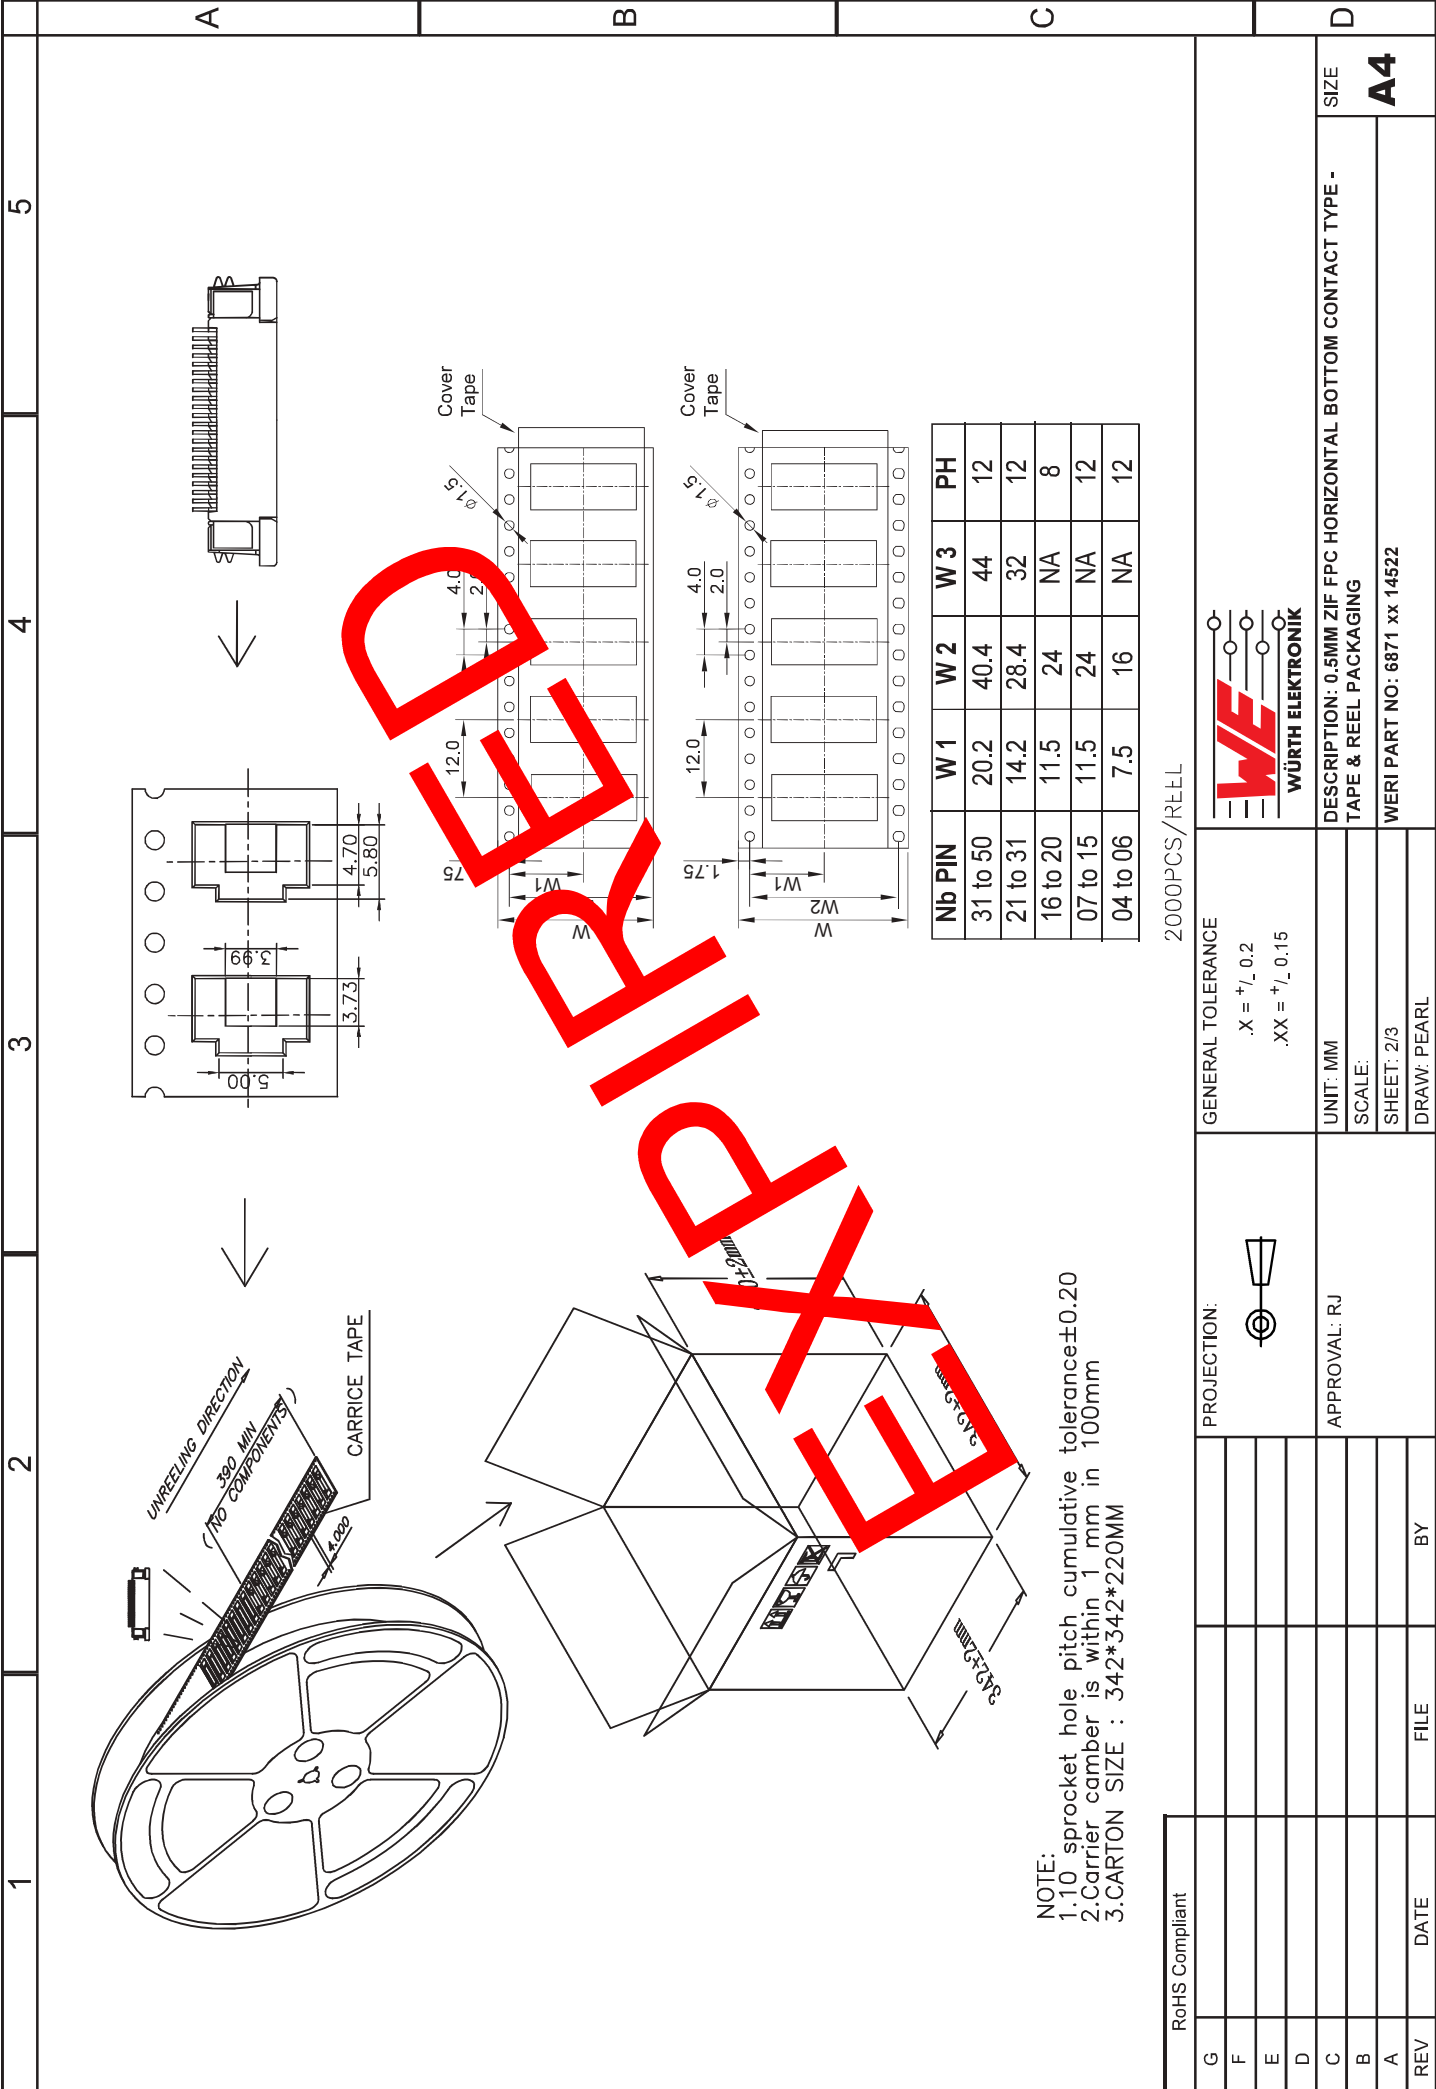 1
2
3
4
5
A
B
C
D
UNREELING DIRECTION
390 MIN
(NO COMPONENTS)
4.000
CARRICE TAPE
5.00
3.99
3.73
4.70
5.80
Cover
Tape
ø1.5
4.0
12.0
75
W1
W
Cover
Tape
ø1.5
4.0
2.0
12.0
1.75
W1
W2
W
342±2mm
EXPIRED
Nb PIN W 1 W 2 W 3 PH
31 to 50 20.2 40.4 44 12
21 to 31 14.2 28.4 32 12
16 to 20 11.5 24 NA 8
07 to 15 11.5 24 NA 12
04 to 06 7.5 16 NA 12
2000PCS/REEL
NOTE:
1.10 sprocket hole pitch cumulative tolerance±0.20
2.Carrier camber is within 1 mm in 100mm
3.CARTON SIZE : 342*342*220MM
RoHS Compliant
G
F
E
D
C
B
A
REV DATE FILE BY
PROJECTION:
APPROVAL: RJ
GENERAL TOLERANCE
.X = +/_ 0.2
.XX = +/_ 0.15
UNIT: MM
SCALE:
SHEET: 2/3
DRAW: PEARL
WE
WÜRTH ELEKTRONIK
DESCRIPTION: 0.5MM ZIF FPC HORIZONTAL BOTTOM CONTACT TYPE -
TAPE & REEL PACKAGING
WERI PART NO: 6871 xx 14522
SIZE
A4